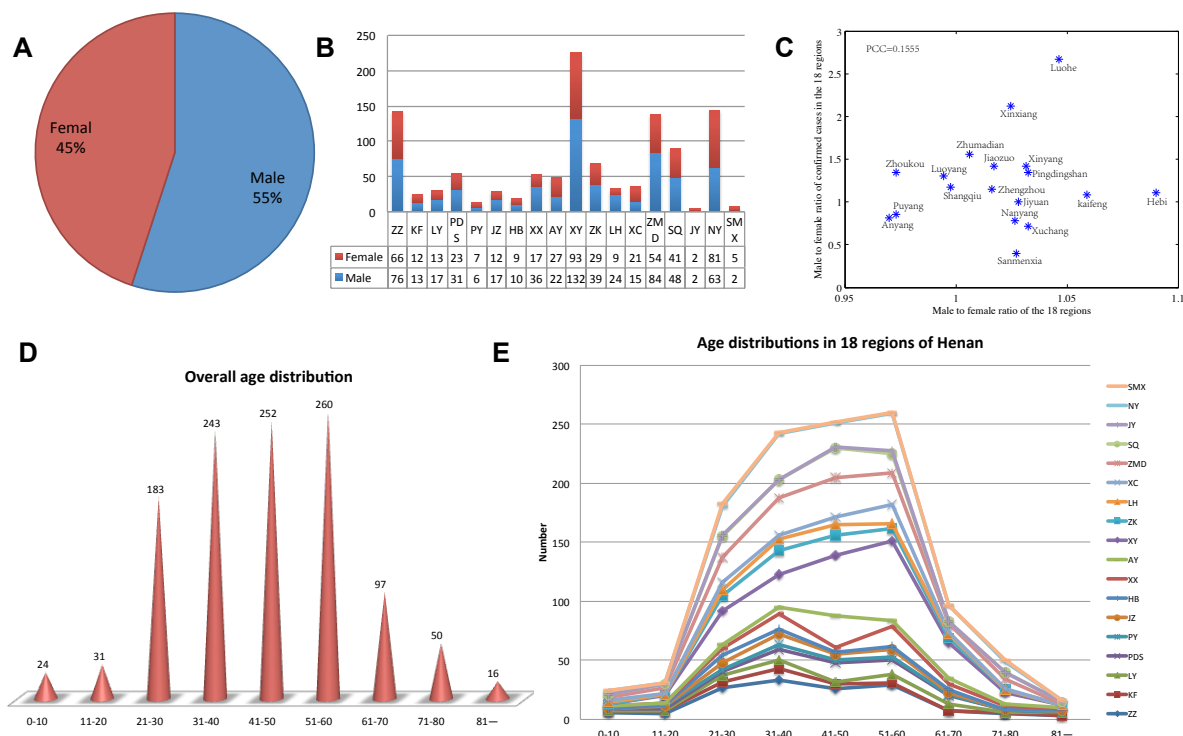 A
Femal
45%
Male
55%
B
250
200
150
100
50
0
ZZ KF LY PD S PY JZ HB XX AY XY ZK LH XC ZM D SQ JY NY SM X
Female 66 12 13 23 7 12 9 17 27 93 29 9 21 54 41 2 81 5
Male 76 13 17 31 6 17 10 36 22 132 39 24 15 84 48 2 63 2
C
PCC=0.1555
Male to female ratio of confirmed cases in the 18 regions
3
2.5
2
1.5
1
0.5
0
Luohe
Xinxiang
Zhumadian
Zhoukou
Luoyang
Jiaozuo
Xinyang
Pingdingshan
Shangqiu
Zhengzhou
Jiyuan
kaifeng
Hebi
Puyang
Anyang
Nanyang
Xuchang
Sanmenxia
0.95 1 1.05 1.1
Male to female ratio of the 18 regions
D
Overall age distribution
24
31
183
243
252
260
97
50
16
0-10 11-20 21-30 31-40 41-50 51-60 61-70 71-80 81—
E
Age distributions in 18 regions of Henan
Number
300
250
200
150
100
50
0
0-10 11-20 21-30 31-40 41-50 51-60 61-70 71-80 81—
SMX
NY
JY
SQ
ZMD
XC
LH
ZK
XY
AY
XX
HB
JZ
PY
PDS
LY
KF
ZZ